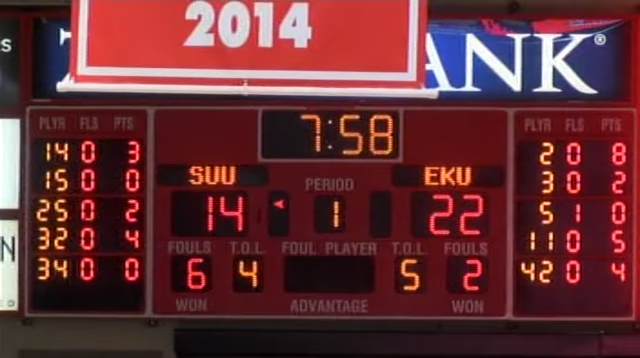 2014
ANK®
PLYR FLS PTS
14 0 3
15 0 0
25 0 2
32 0 4
34 0 0
7:58
SUU PERIOD EKU
14 1 22
FOULS T.O.L. FOUL PLAYER T.O.L. FOULS
6 4 5 2
WON ADVANTAGE WON
PLYR FLS PTS
2 0 8
3 0 2
5 1 0
11 0 5
42 0 4
N